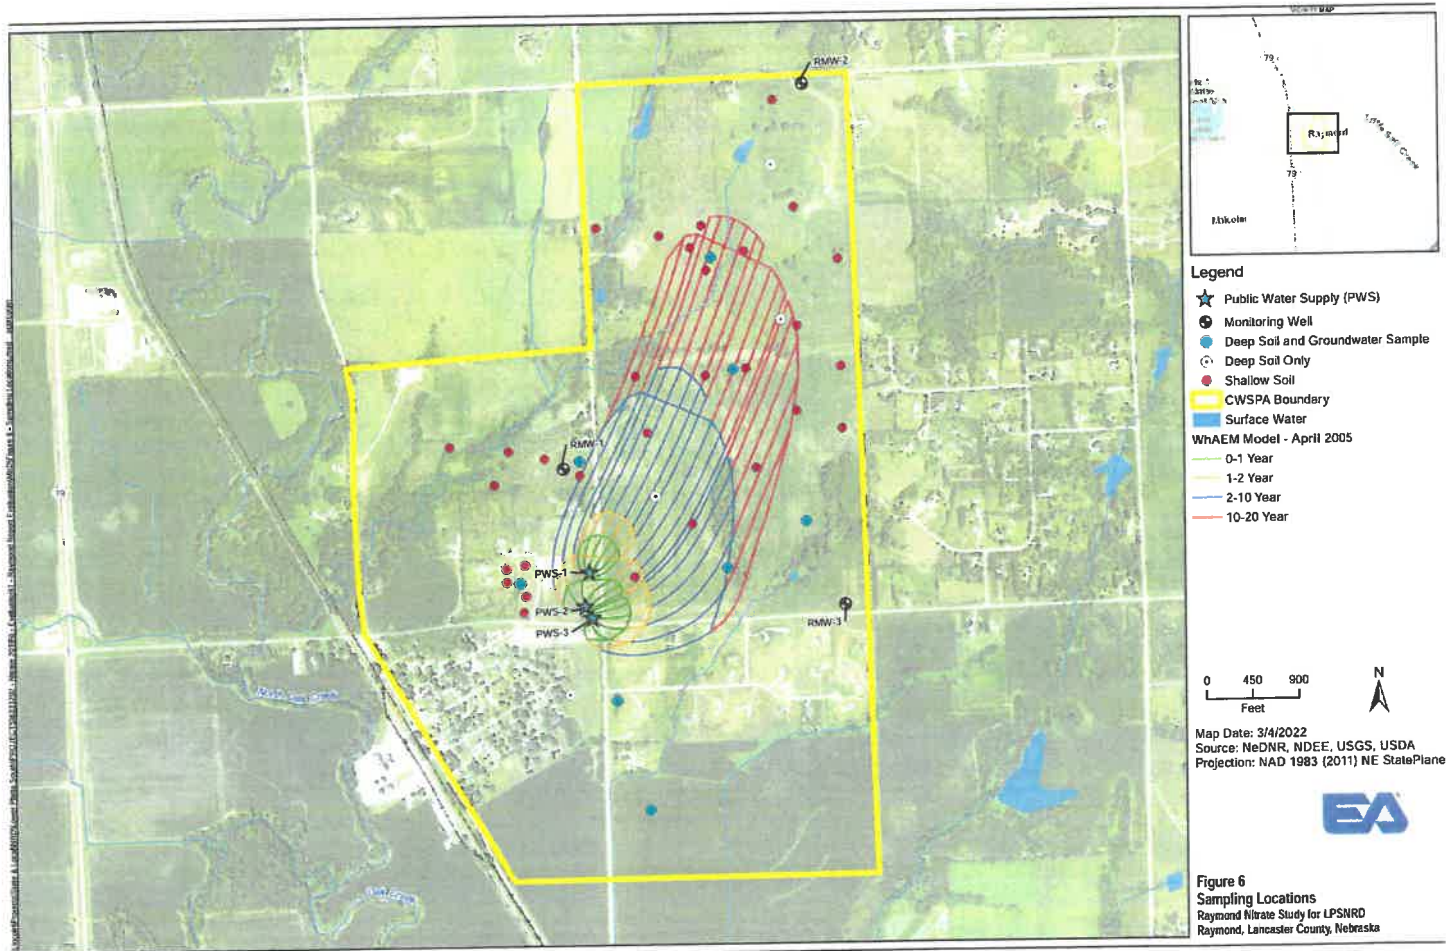 RMW-2
RMW-1
PWS-1
PWS-2
PWS-3
RMW-3
79
MAP
79
Raymond
79
Legend
Public Water Supply (PWS)
Monitoring Well
Deep Soil and Groundwater Sample
Deep Soil Only
Shallow Soil
CWSPA Boundary
Surface Water
WhAEM Model - April 2005
0-1 Year
1-2 Year
2-10 Year
10-20 Year
0 450 900
Feet
N
Map Date: 3/4/2022
Source: NeDNR, NDEE, USGS, USDA
Projection: NAD 1983 (2011) NE StatePlane
EA
Figure 6
Sampling Locations
Raymond Nitrate Study for LPSNRD
Raymond, Lancaster County, Nebraska